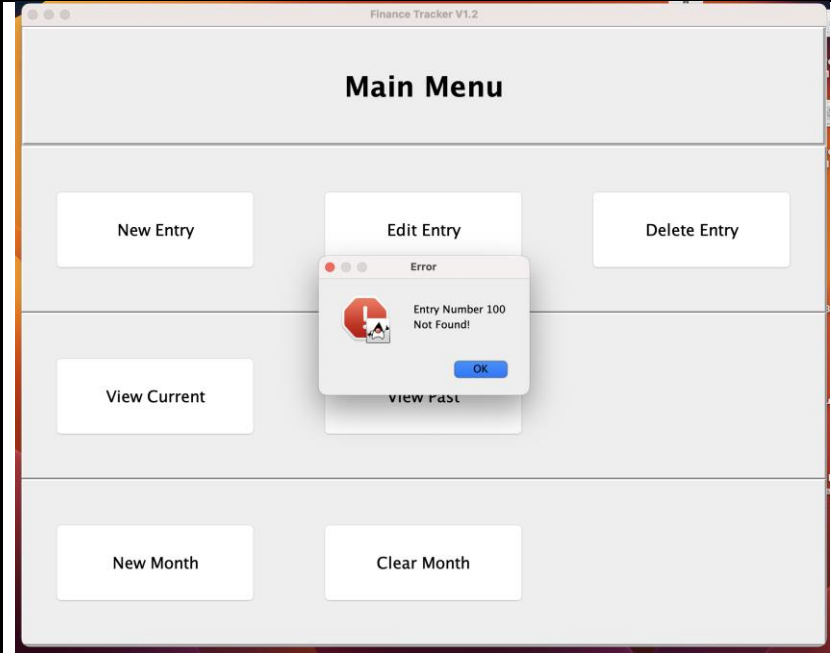 Finance Tracker V1.2
Main Menu
New Entry
Edit Entry
Delete Entry
Error
Entry Number 100
Not Found!
OK
View Current
View Past
New Month
Clear Month